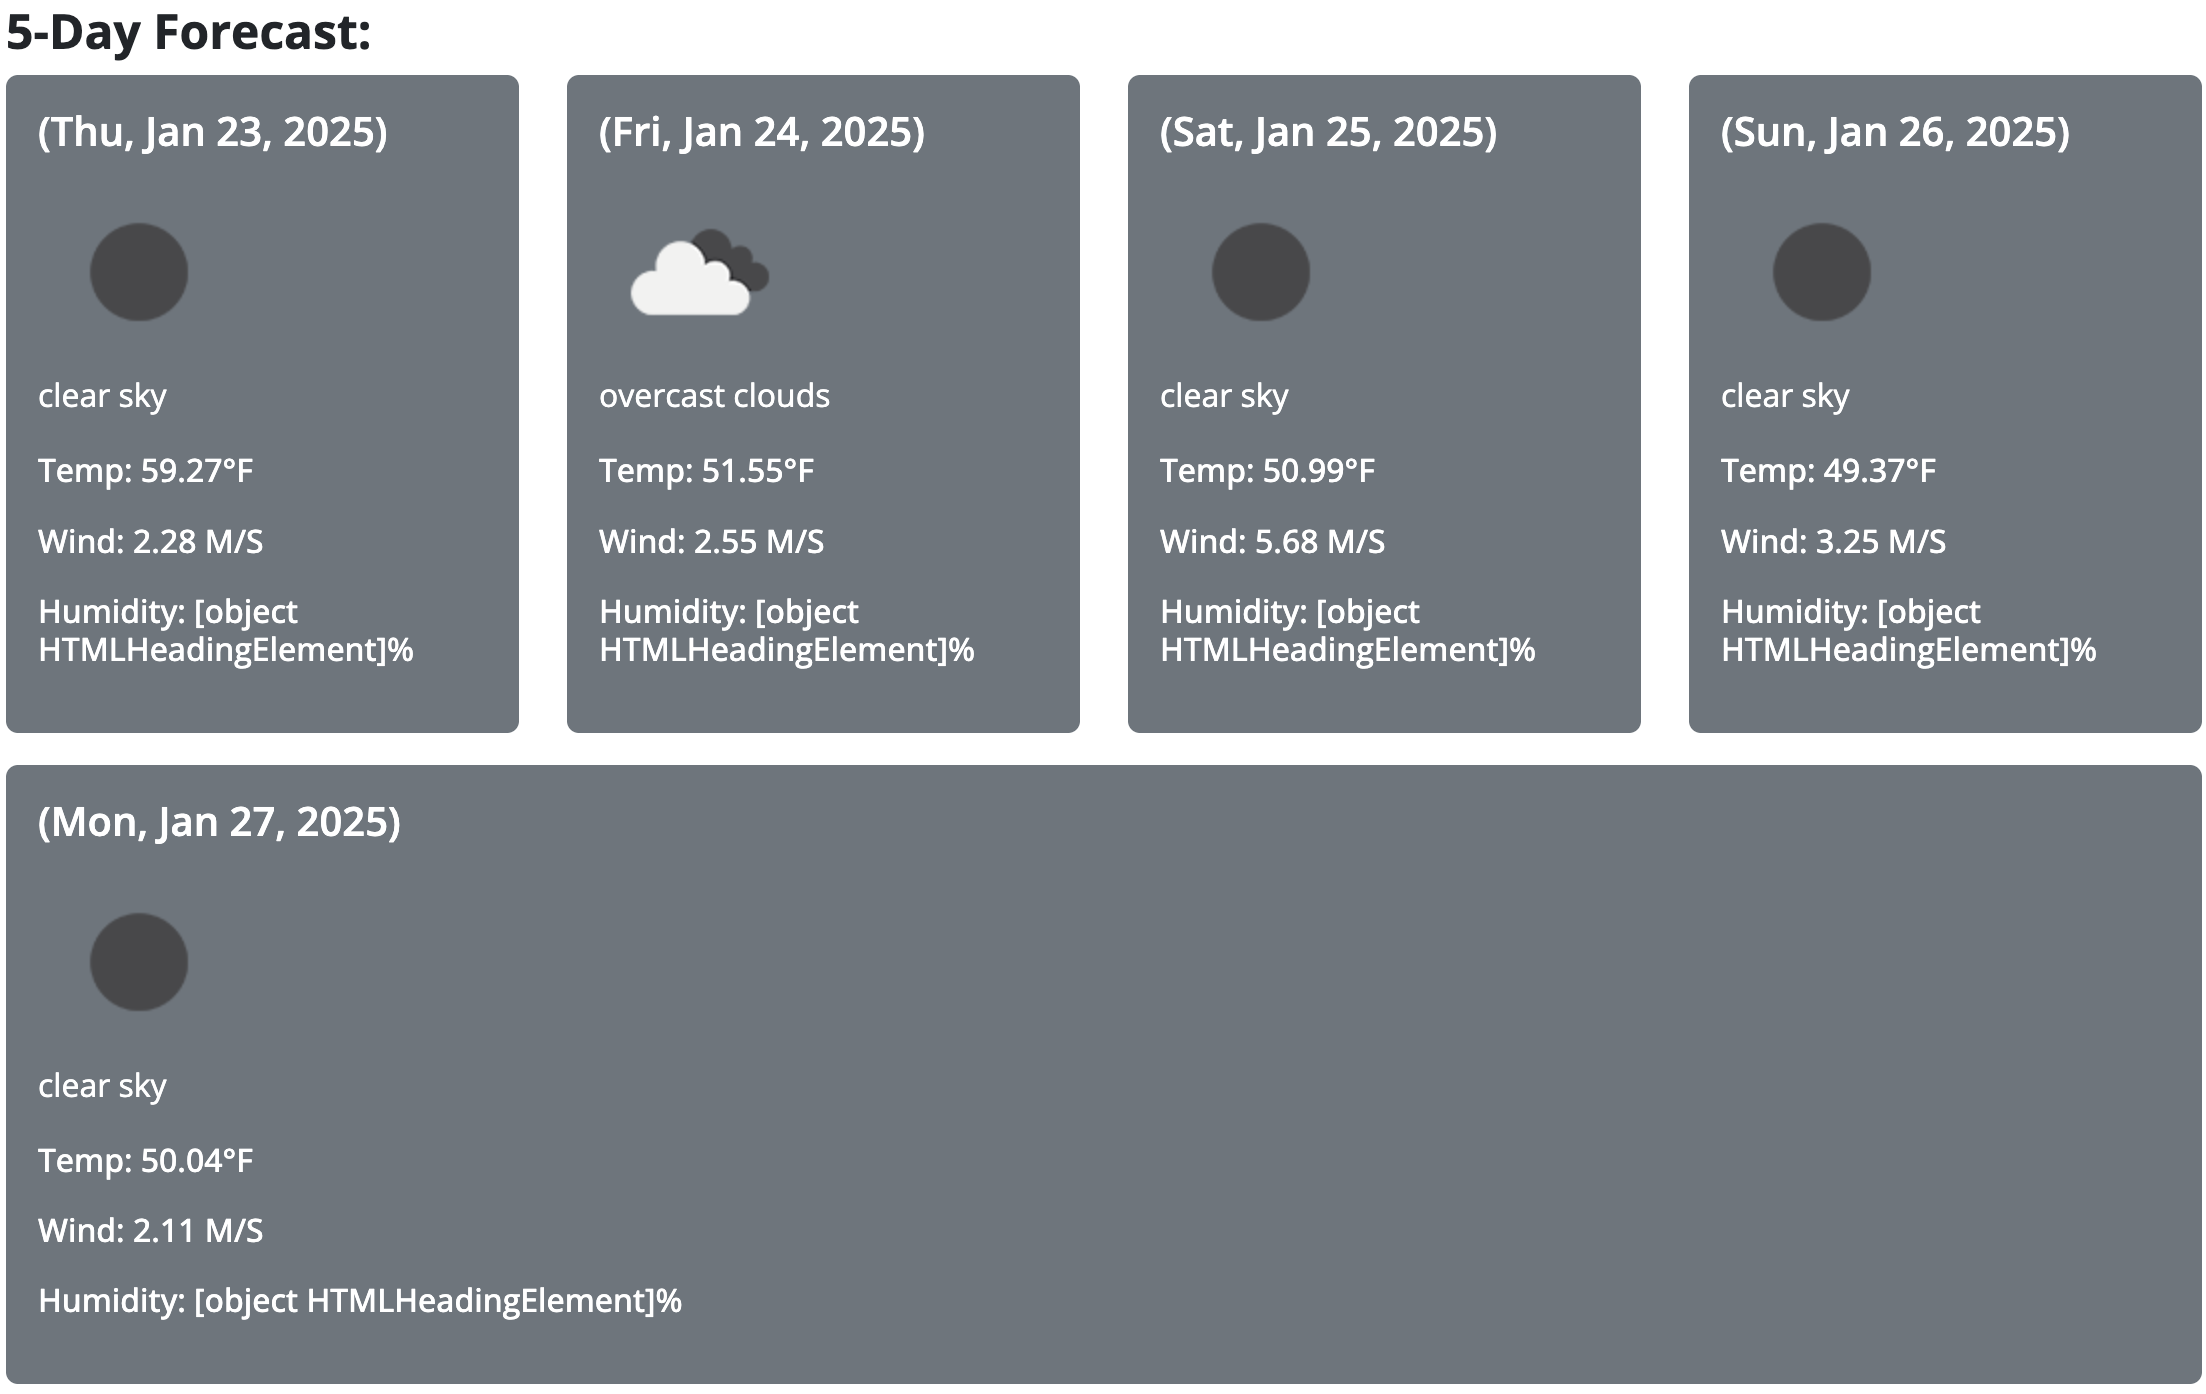 5-Day Forecast:
(Thu, Jan 23, 2025)
clear sky
Temp: 59.27°F
Wind: 2.28 M/S
Humidity: [object
HTMLHeadingElement]%
(Fri, Jan 24, 2025)
overcast clouds
Temp: 51.55°F
Wind: 2.55 M/S
Humidity: [object
HTMLHeadingElement]%
(Sat, Jan 25, 2025)
clear sky
Temp: 50.99°F
Wind: 5.68 M/S
Humidity: [object
HTMLHeadingElement]%
(Sun, Jan 26, 2025)
clear sky
Temp: 49.37°F
Wind: 3.25 M/S
Humidity: [object
HTMLHeadingElement]%
(Mon, Jan 27, 2025)
clear sky
Temp: 50.04°F
Wind: 2.11 M/S
Humidity: [object HTMLHeadingElement]%